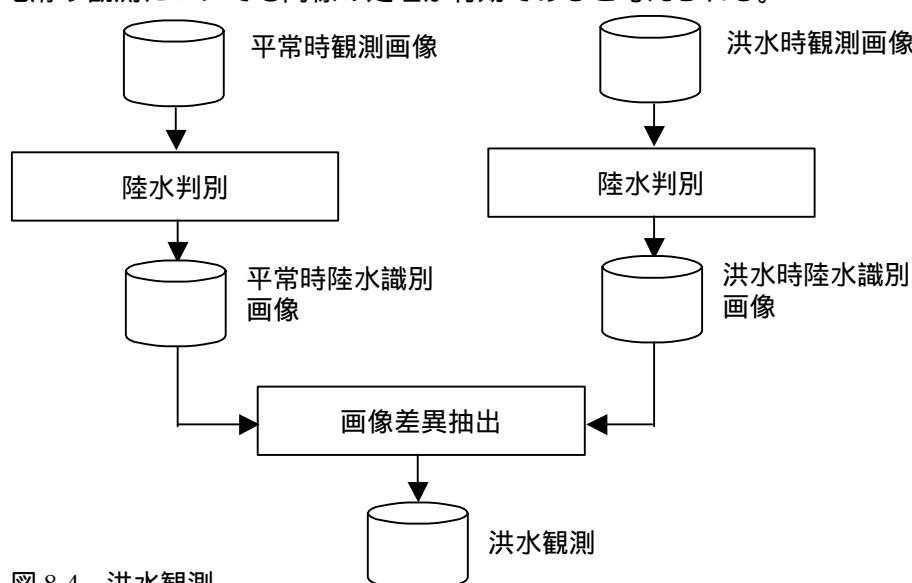 平常時観測画像
洪水時観測画像
陸水判別
陸水判別
平常時陸水識別
画像
洪水時陸水識別
画像
画像差異抽出
洪水観測
図 8-4 洪水観測